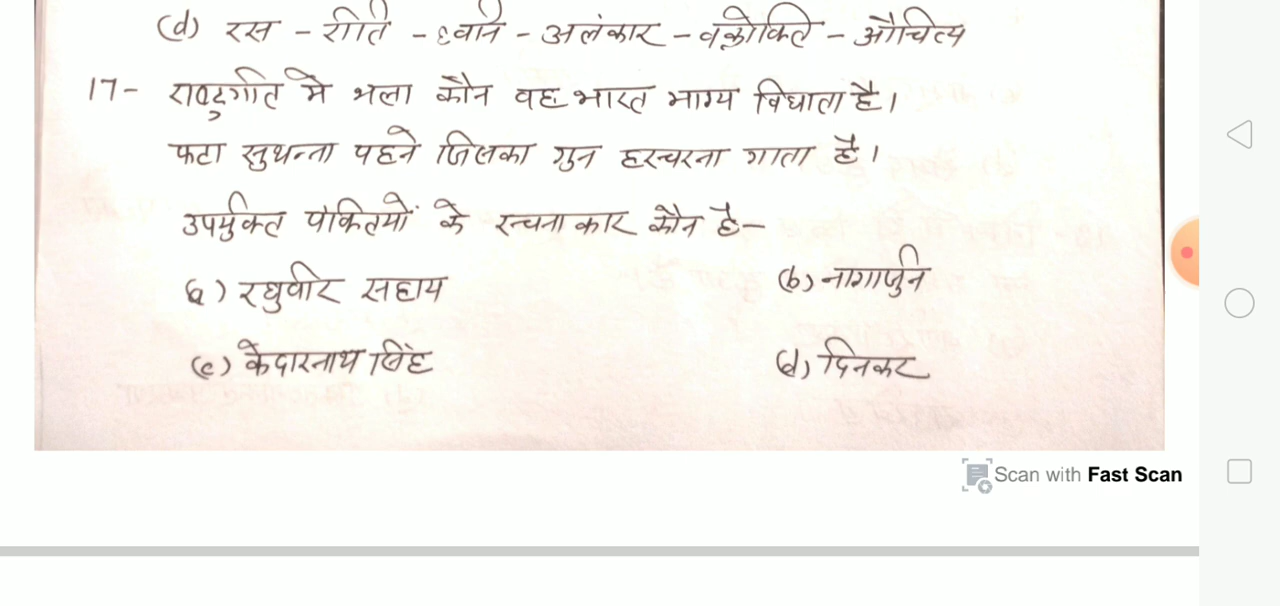 (d) रस - रीति - ध्वनि - अलंकार - वक्रोक्ति - औचित्य
17- राष्ट्रगीत मे भला कौन वह भारत भाग्य विधाता है।
फटा सुथन्ना पहने जिसका गुन हरचरना गाता है।
उपर्युक्त पंक्तियों के रचनाकार कौन है-
(a) रघुवीर सहाय (b) नागार्जुन
(c) केदारनाथ सिंह (d) दिनकर
Scan with Fast Scan